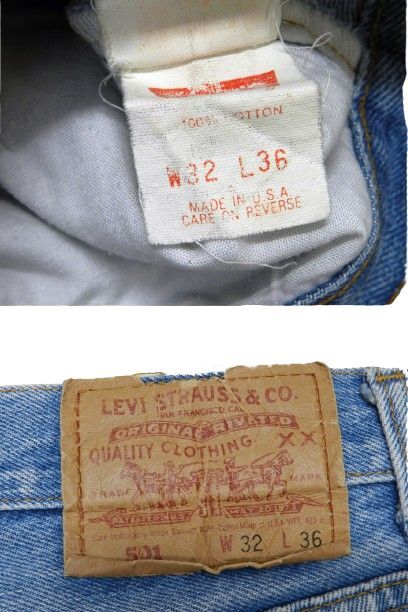 100% COTTON
W32 L36
MADE IN U.S.A
CARE ON REVERSE
LEVI STRAUSS & CO.
SAN FRANCISCO, CAL
ORIGINAL RIVETED
QUALITY CLOTHING XX
TRADE MARK
501 W 32 L 36